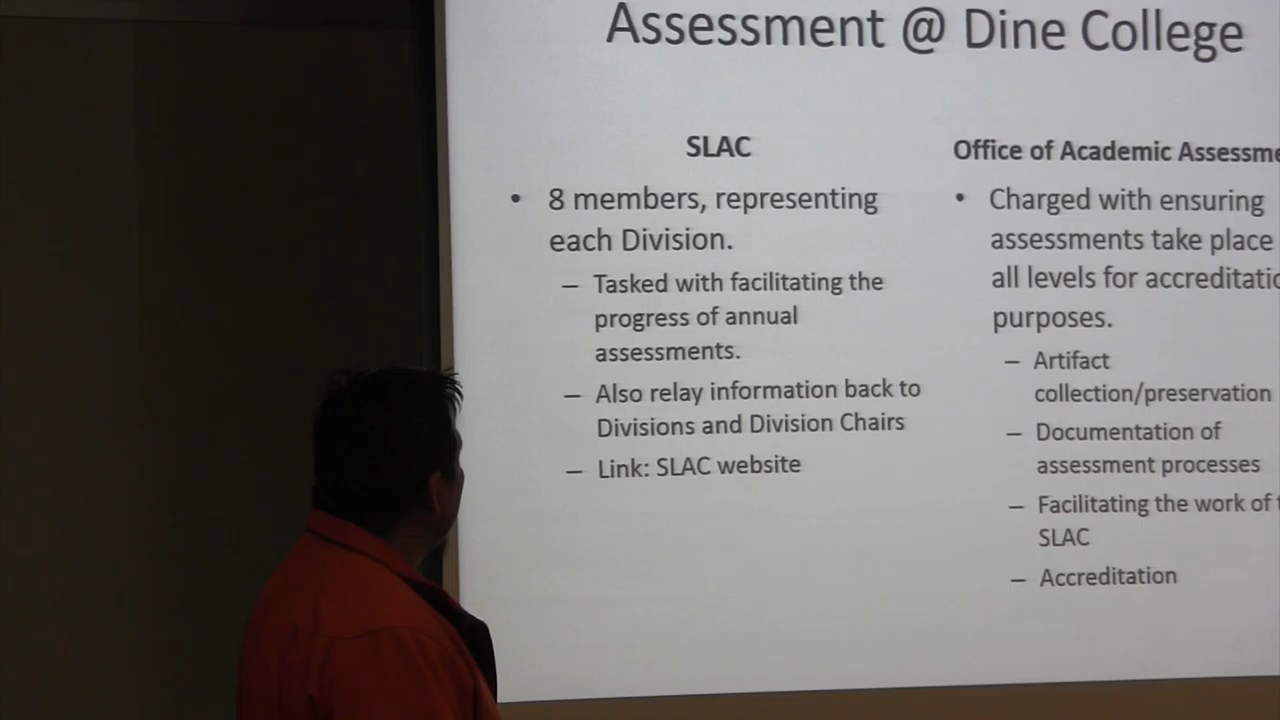 Assessment @ Dine College
SLAC
• 8 members, representing
each Division.
– Tasked with facilitating the
progress of annual
assessments.
– Also relay information back to
Divisions and Division Chairs
– Link: SLAC website
Office of Academic
• Charged with ensuring
assessments take place
all levels for
purposes.
– Artifact
collection/preservation
– Documentation of
assessment processes
– Facilitating the work of
SLAC
– Accreditation